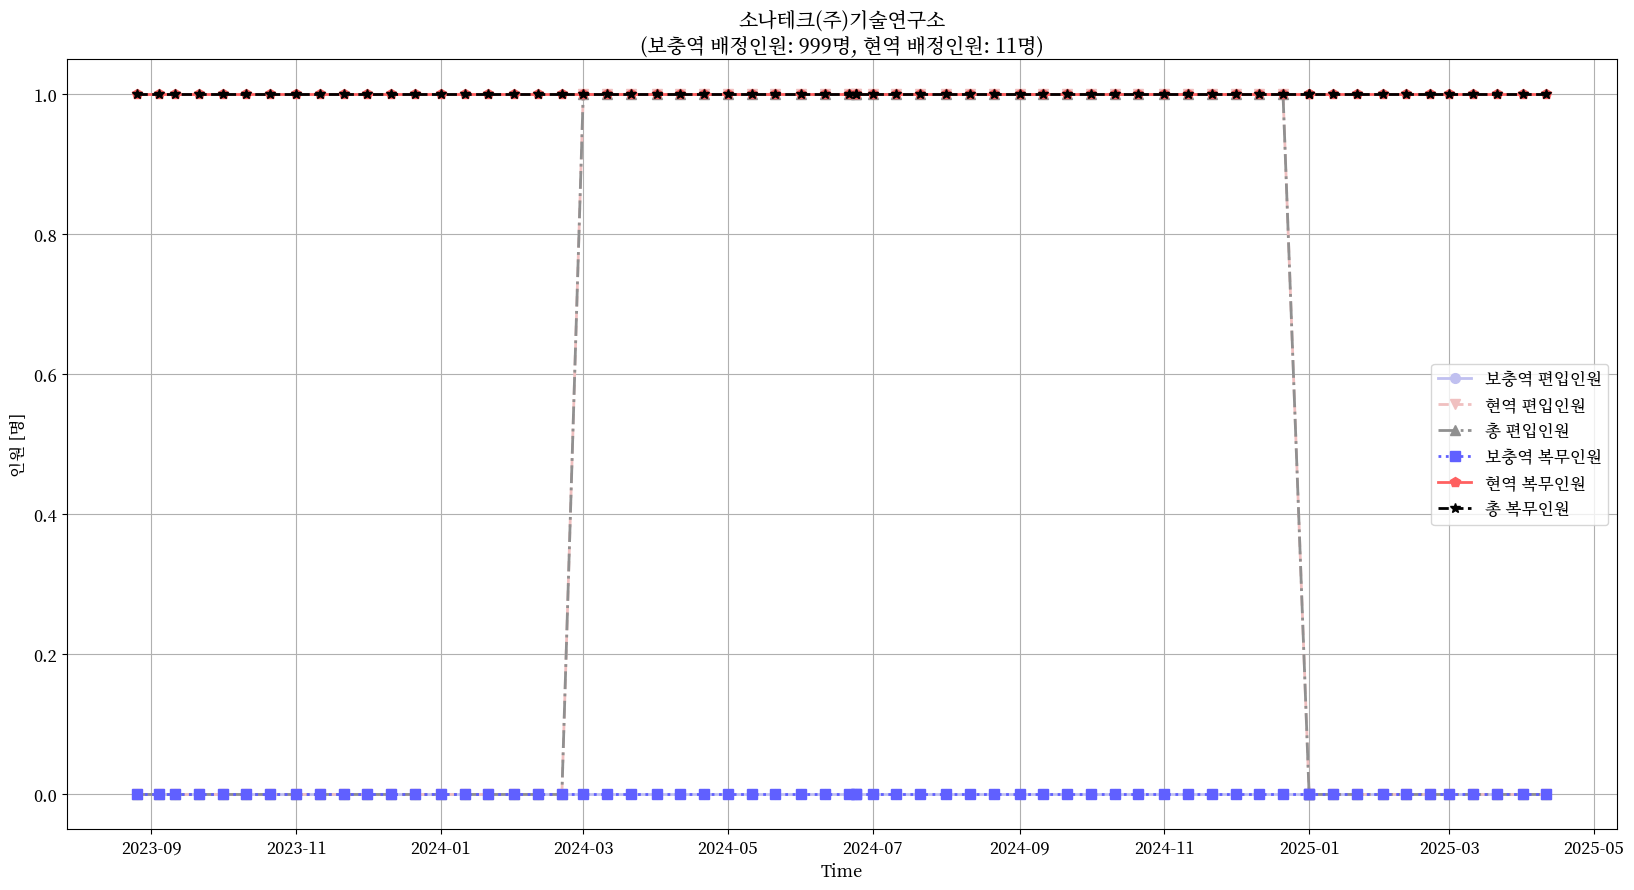 소나테크(주)기술연구소
(보충역 배정인원: 999명, 현역 배정인원: 11명)
1.0
0.8
0.6
0.4
0.2
0.0
인원 [명]
보충역 편입인원
현역 편입인원
총 편입인원
보충역 복무인원
현역 복무인원
총 복무인원
2023-09
2023-11
2024-01
2024-03
2024-05
2024-07
2024-09
2024-11
2025-01
2025-03
2025-05
Time